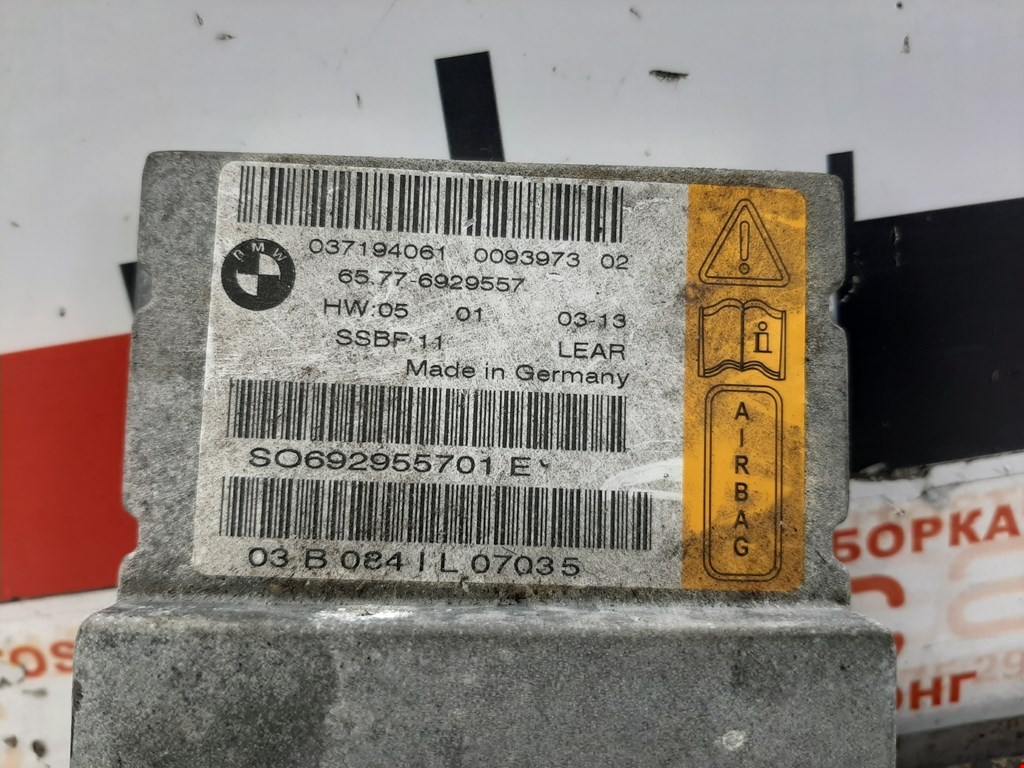 BMW
037194061 0093973 02
65.77-6929557
HW:05 01 03-13
SSBF 11 LEAR
Made in Germany
SO692955701 E
03 B 084 I L 07035
AIRBAG
БОРКА